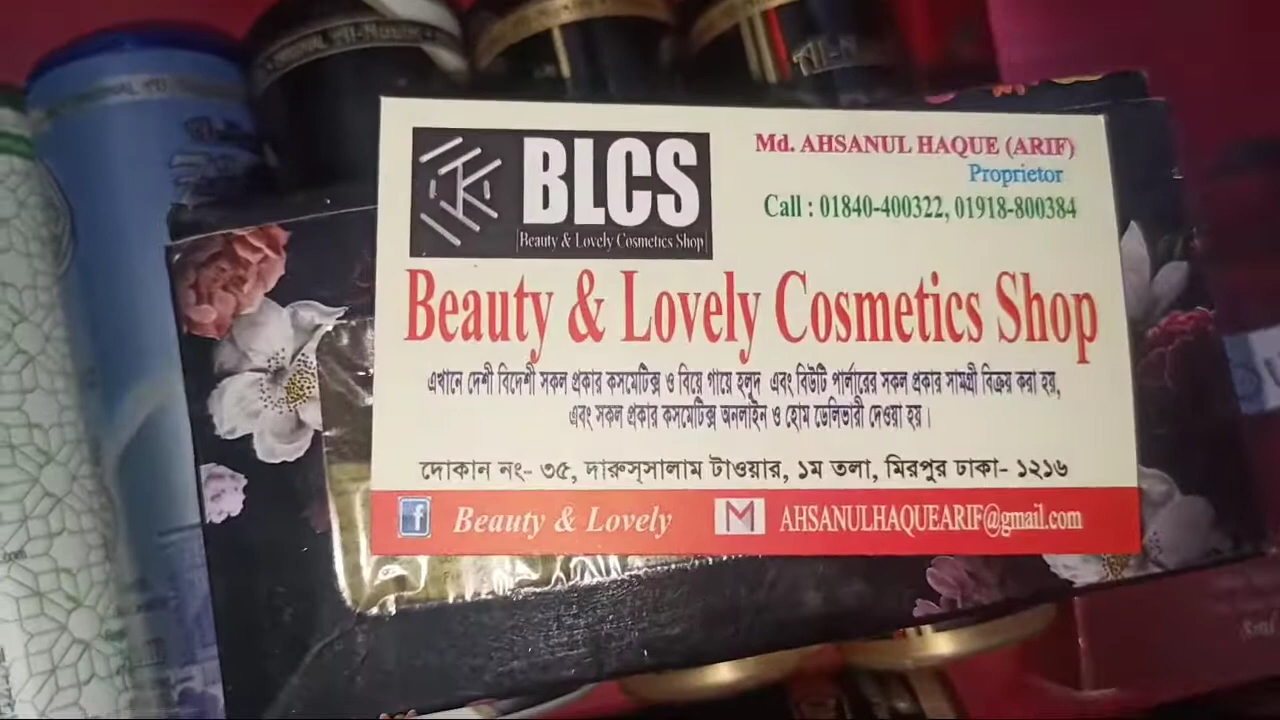 BLCS
Beauty & Lovely Cosmetics Shop
Md. AHSANUL HAQUE (ARIF)
Proprietor
Call : 01840-400322, 01918-800384
Beauty & Lovely Cosmetics Shop
এখানে দেশী বিদেশী সকল প্রকার কসমেটিক্স ও বিয়ে গায়ে হলুদ এবং বিউটি পার্লারের সকল প্রকার সামগ্রী বিক্রয় করা হয়,
এবং সকল প্রকার কসমেটিক্স অনলাইন ও হোম ডেলিভারী দেওয়া হয়।
দোকান নং- ৩৫, দারুস্সালাম টাওয়ার, ১ম তলা, মিরপুর ঢাকা- ১২১৬
f Beauty & Lovely M AHSANULHAQUEARIF@gmail.com